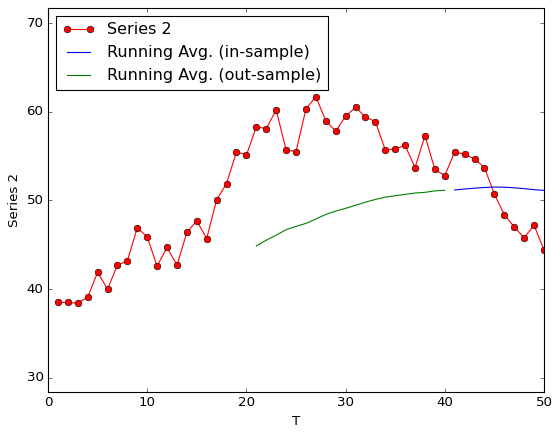 Series 2
Running Avg. (in-sample)
Running Avg. (out-sample)
70
60
50
40
30
Series 2
0 10 20 30 40 50
T